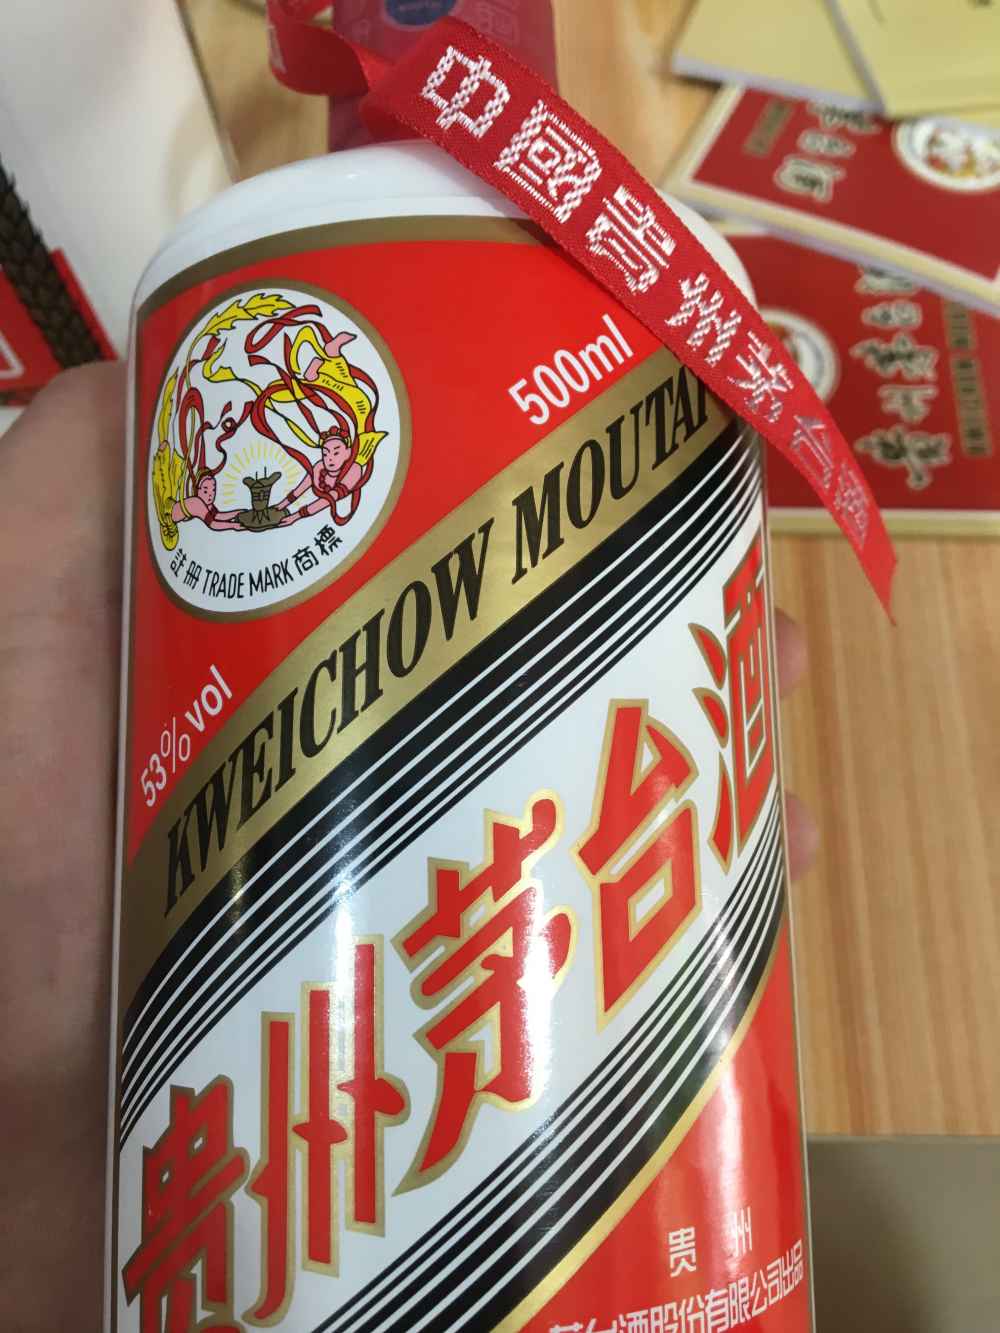 中國贵州茅台酒
500ml
註册 TRADE MARK 商標
53%vol
KWEICHOW MOUTAI
贵州茅台酒
贵 州
茅台酒股份有限公司出品